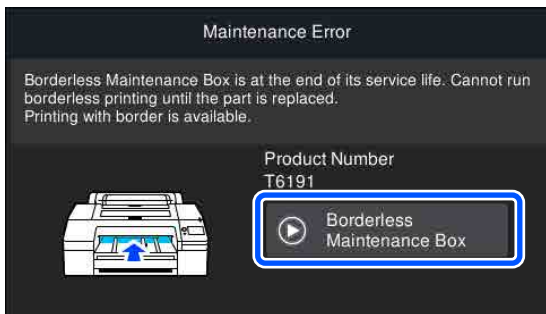 Maintenance Error
Borderless Maintenance Box is at the end of its service life. Cannot run
borderless printing until the part is replaced.
Printing with border is available.
Product Number
T6191
Borderless
Maintenance Box